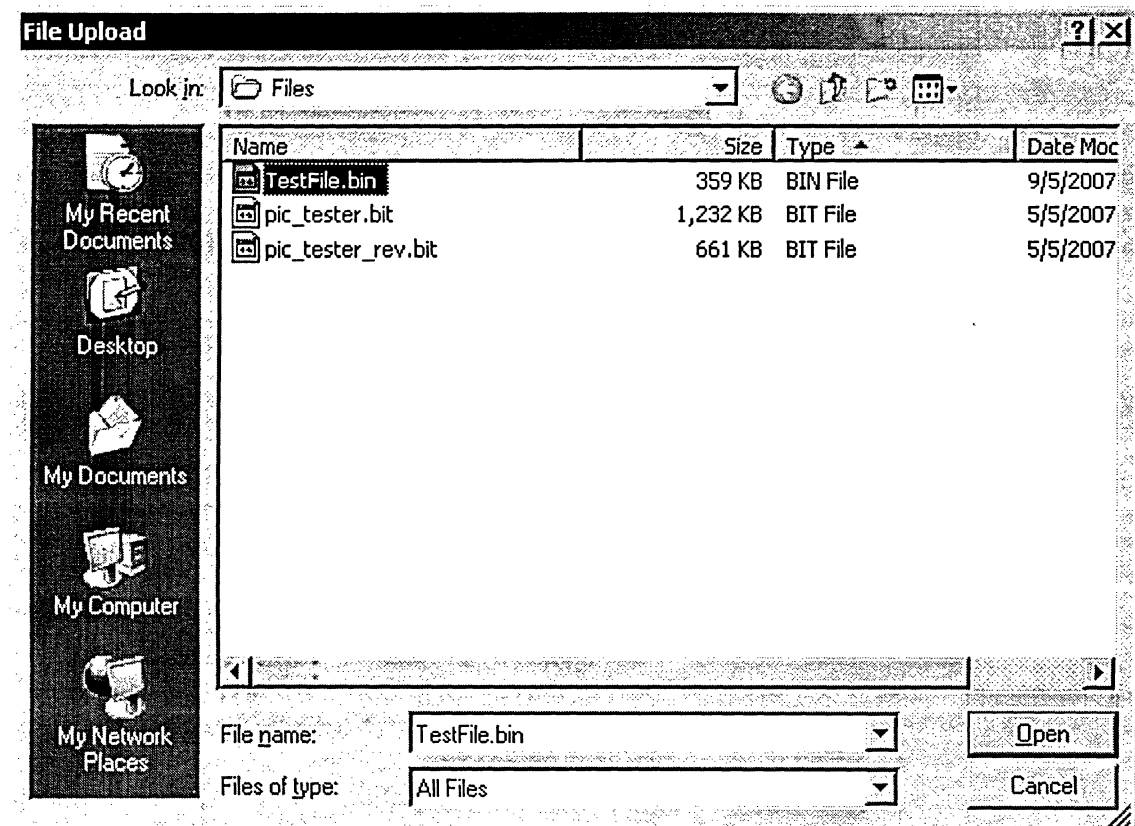 File Upload
? X
Look in: Files
Name Size Type Date Moc
TestFile.bin 359 KB BIN File 9/5/2007
pic_tester.bit 1,232 KB BIT File 5/5/2007
pic_tester_rev.bit 661 KB BIT File 5/5/2007
My Recent
Documents
Desktop
My Documents
My Computer
My Network
Places
File name: TestFile.bin Open
Files of type: All Files Cancel